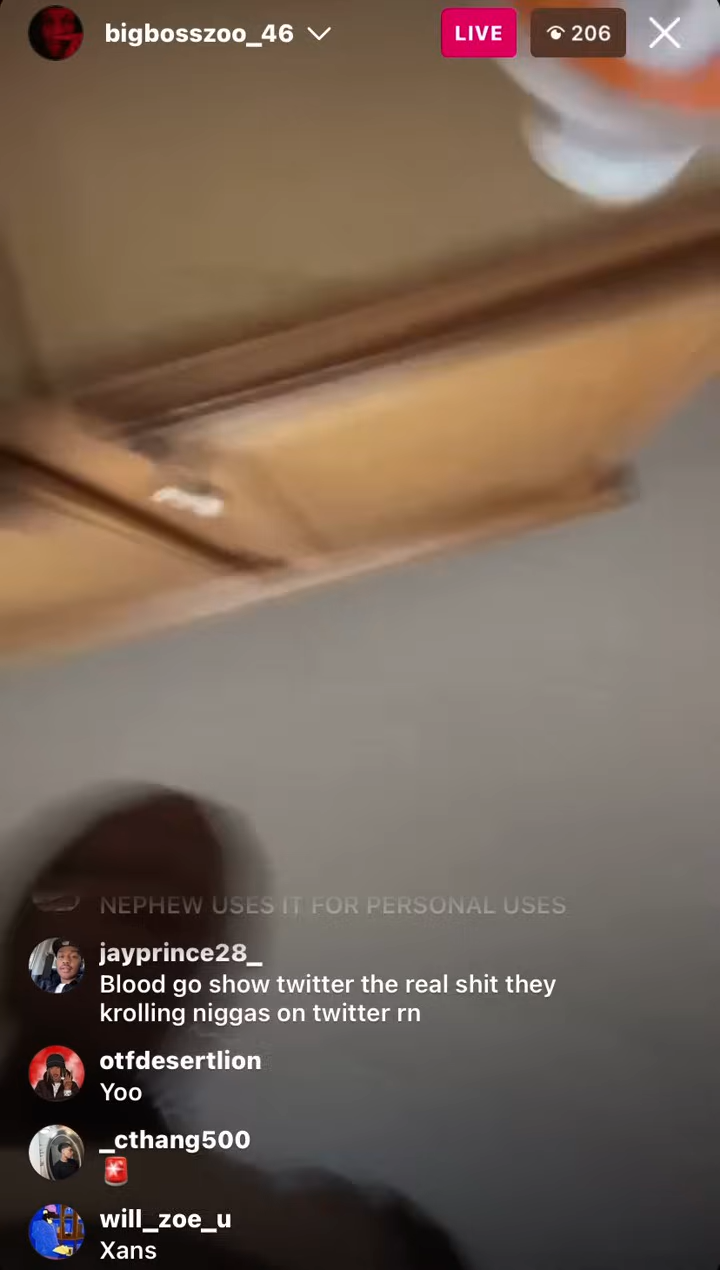 bigbosszoo_46
LIVE
206
NEPHEW USES IT FOR PERSONAL USES
jayprince28_
Blood go show twitter the real shit they
krolling niggas on twitter rn
otfdesertlion
Yoo
_cthang500
will_zoe_u
Xans